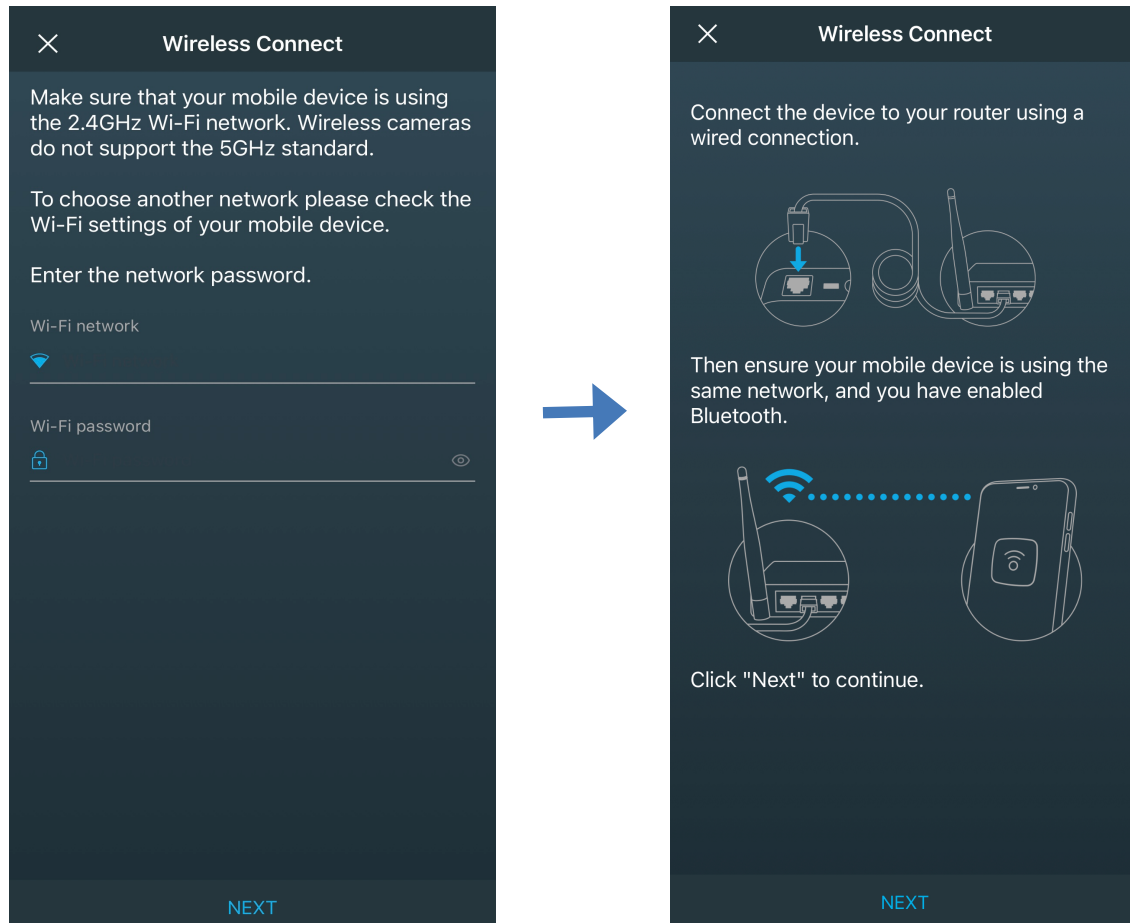 Wireless Connect
Make sure that your mobile device is using
the 2.4GHz Wi-Fi network. Wireless cameras
do not support the 5GHz standard.
To choose another network please check the
Wi-Fi settings of your mobile device.
Enter the network password.
Wi-Fi network
Wi-Fi password
NEXT
Wireless Connect
Connect the device to your router using a
wired connection.
Then ensure your mobile device is using the
same network, and you have enabled
Bluetooth.
Click "Next" to continue.
NEXT